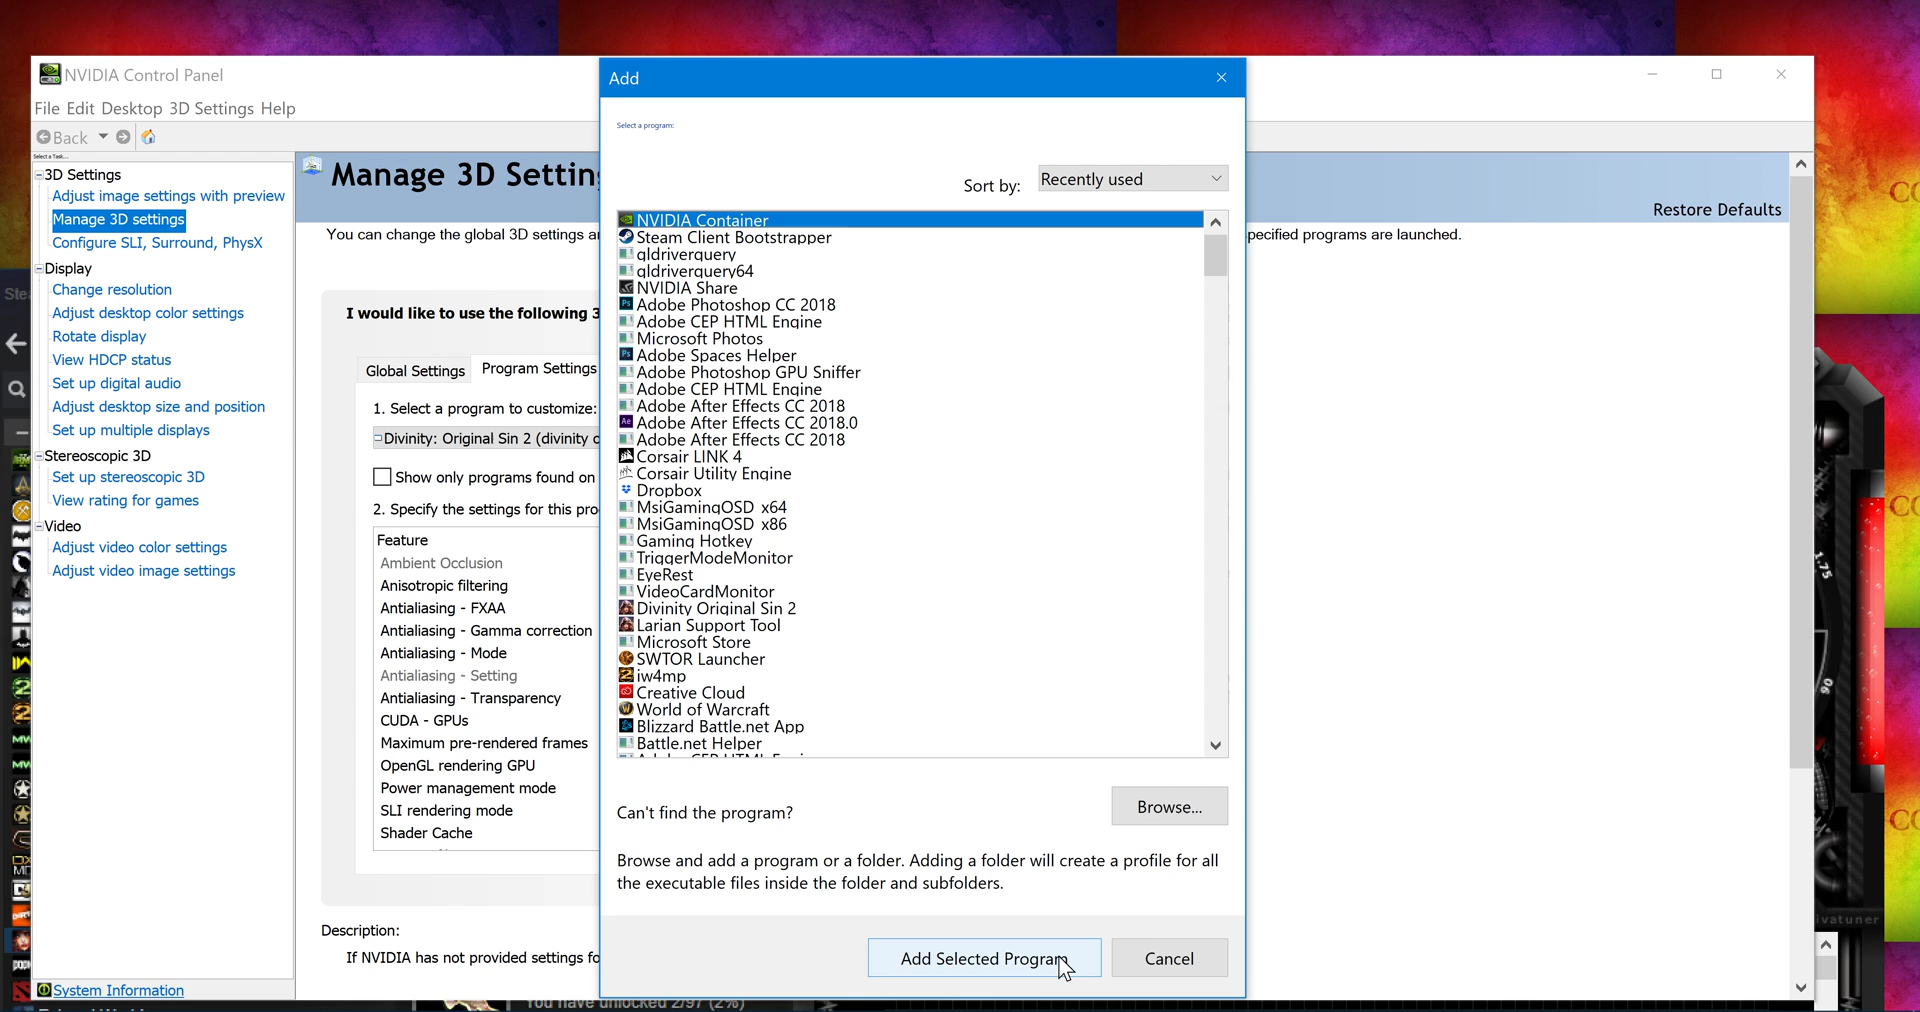 NVIDIA Control Panel
File Edit Desktop 3D Settings Help
Back
Select a Task...
3D Settings
Adjust image settings with preview
Manage 3D settings
Configure SLI, Surround, PhysX
Display
Change resolution
Adjust desktop color settings
Rotate display
View HDCP status
Set up digital audio
Adjust desktop size and position
Set up multiple displays
Stereoscopic 3D
Set up stereoscopic 3D
View rating for games
Video
Adjust video color settings
Adjust video image settings
System Information
Manage 3D Settin
Restore Defaults
You can change the global 3D settings a
pecified programs are launched.
I would like to use the following 3
Global Settings
Program Settings
1. Select a program to customize:
Divinity: Original Sin 2 (divinity o
Show only programs found on
2. Specify the settings for this pro
Feature
Ambient Occlusion
Anisotropic filtering
Antialiasing - FXAA
Antialiasing - Gamma correction
Antialiasing - Mode
Antialiasing - Setting
Antialiasing - Transparency
CUDA - GPUs
Maximum pre-rendered frames
OpenGL rendering GPU
Power management mode
SLI rendering mode
Shader Cache
Description:
If NVIDIA has not provided settings fo
Add
Select a program:
Sort by:
Recently used
NVIDIA Container
Steam Client Bootstrapper
gldriverquery
gldriverquery64
NVIDIA Share
Adobe Photoshop CC 2018
Adobe CEP HTML Engine
Microsoft Photos
Adobe Spaces Helper
Adobe Photoshop GPU Sniffer
Adobe CEP HTML Engine
Adobe After Effects CC 2018
Adobe After Effects CC 2018.0
Adobe After Effects CC 2018
Corsair LINK 4
Corsair Utility Engine
Dropbox
MsiGamingOSD x64
MsiGamingOSD x86
Gaming Hotkey
TriggerModeMonitor
EyeRest
VideoCardMonitor
Divinity Original Sin 2
Larian Support Tool
Microsoft Store
SWTOR Launcher
iw4mp
Creative Cloud
World of Warcraft
Blizzard Battle.net App
Battle.net Helper
Can't find the program?
Browse...
Browse and add a program or a folder. Adding a folder will create a profile for all
the executable files inside the folder and subfolders.
Add Selected Program
Cancel
You have unlocked 2/97 (2%)
Stea
1.75
90
ivatuner